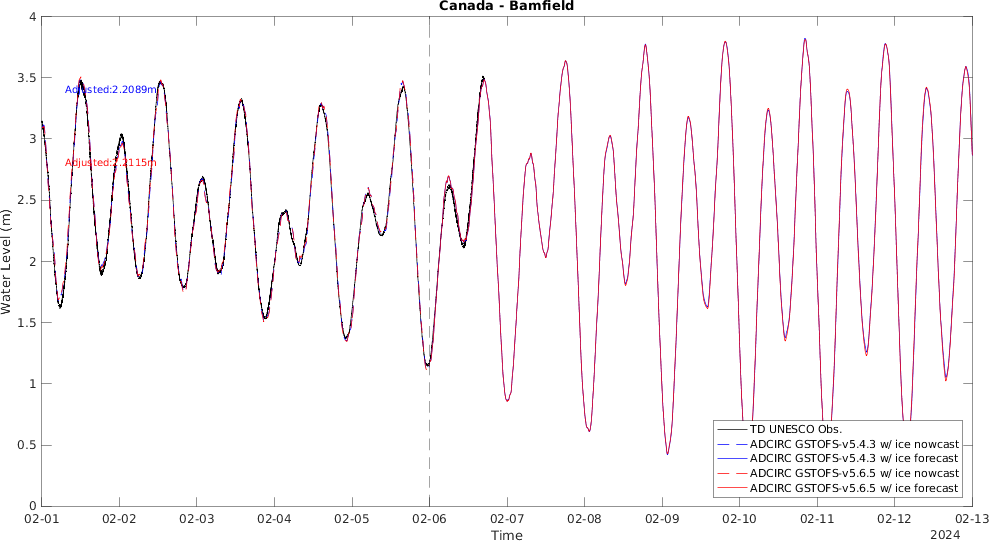 Canada - Bamfield
Water Level (m)
4
3.5
3
2.5
2
1.5
1
0.5
0
Adjusted:2.2089m
Adjusted:2.2115m
TD UNESCO Obs.
ADCIRC GSTOFS-v5.4.3 w/ ice nowcast
ADCIRC GSTOFS-v5.4.3 w/ ice forecast
ADCIRC GSTOFS-v5.6.5 w/ ice nowcast
ADCIRC GSTOFS-v5.6.5 w/ ice forecast
02-01 02-02 02-03 02-04 02-05 02-06 02-07 02-08 02-09 02-10 02-11 02-12 02-13
Time
2024